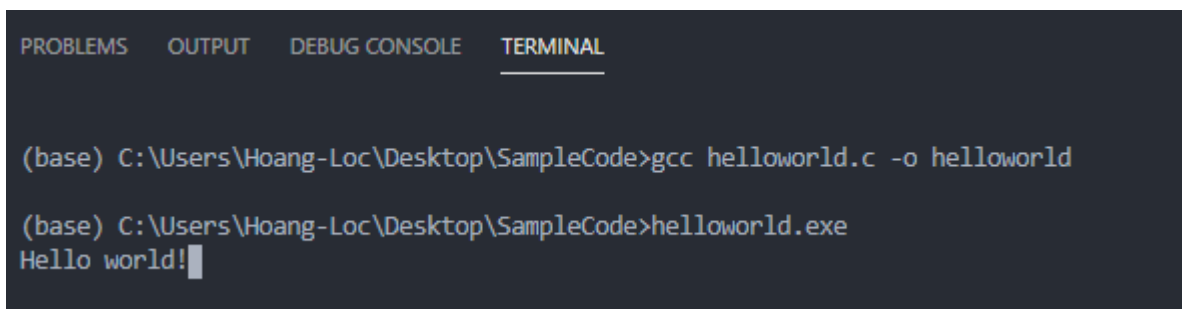 PROBLEMS OUTPUT DEBUG CONSOLE TERMINAL
(base) C:\Users\Hoang-Loc\Desktop\SampleCode>gcc helloworld.c -o helloworld
(base) C:\Users\Hoang-Loc\Desktop\SampleCode>helloworld.exe
Hello world!